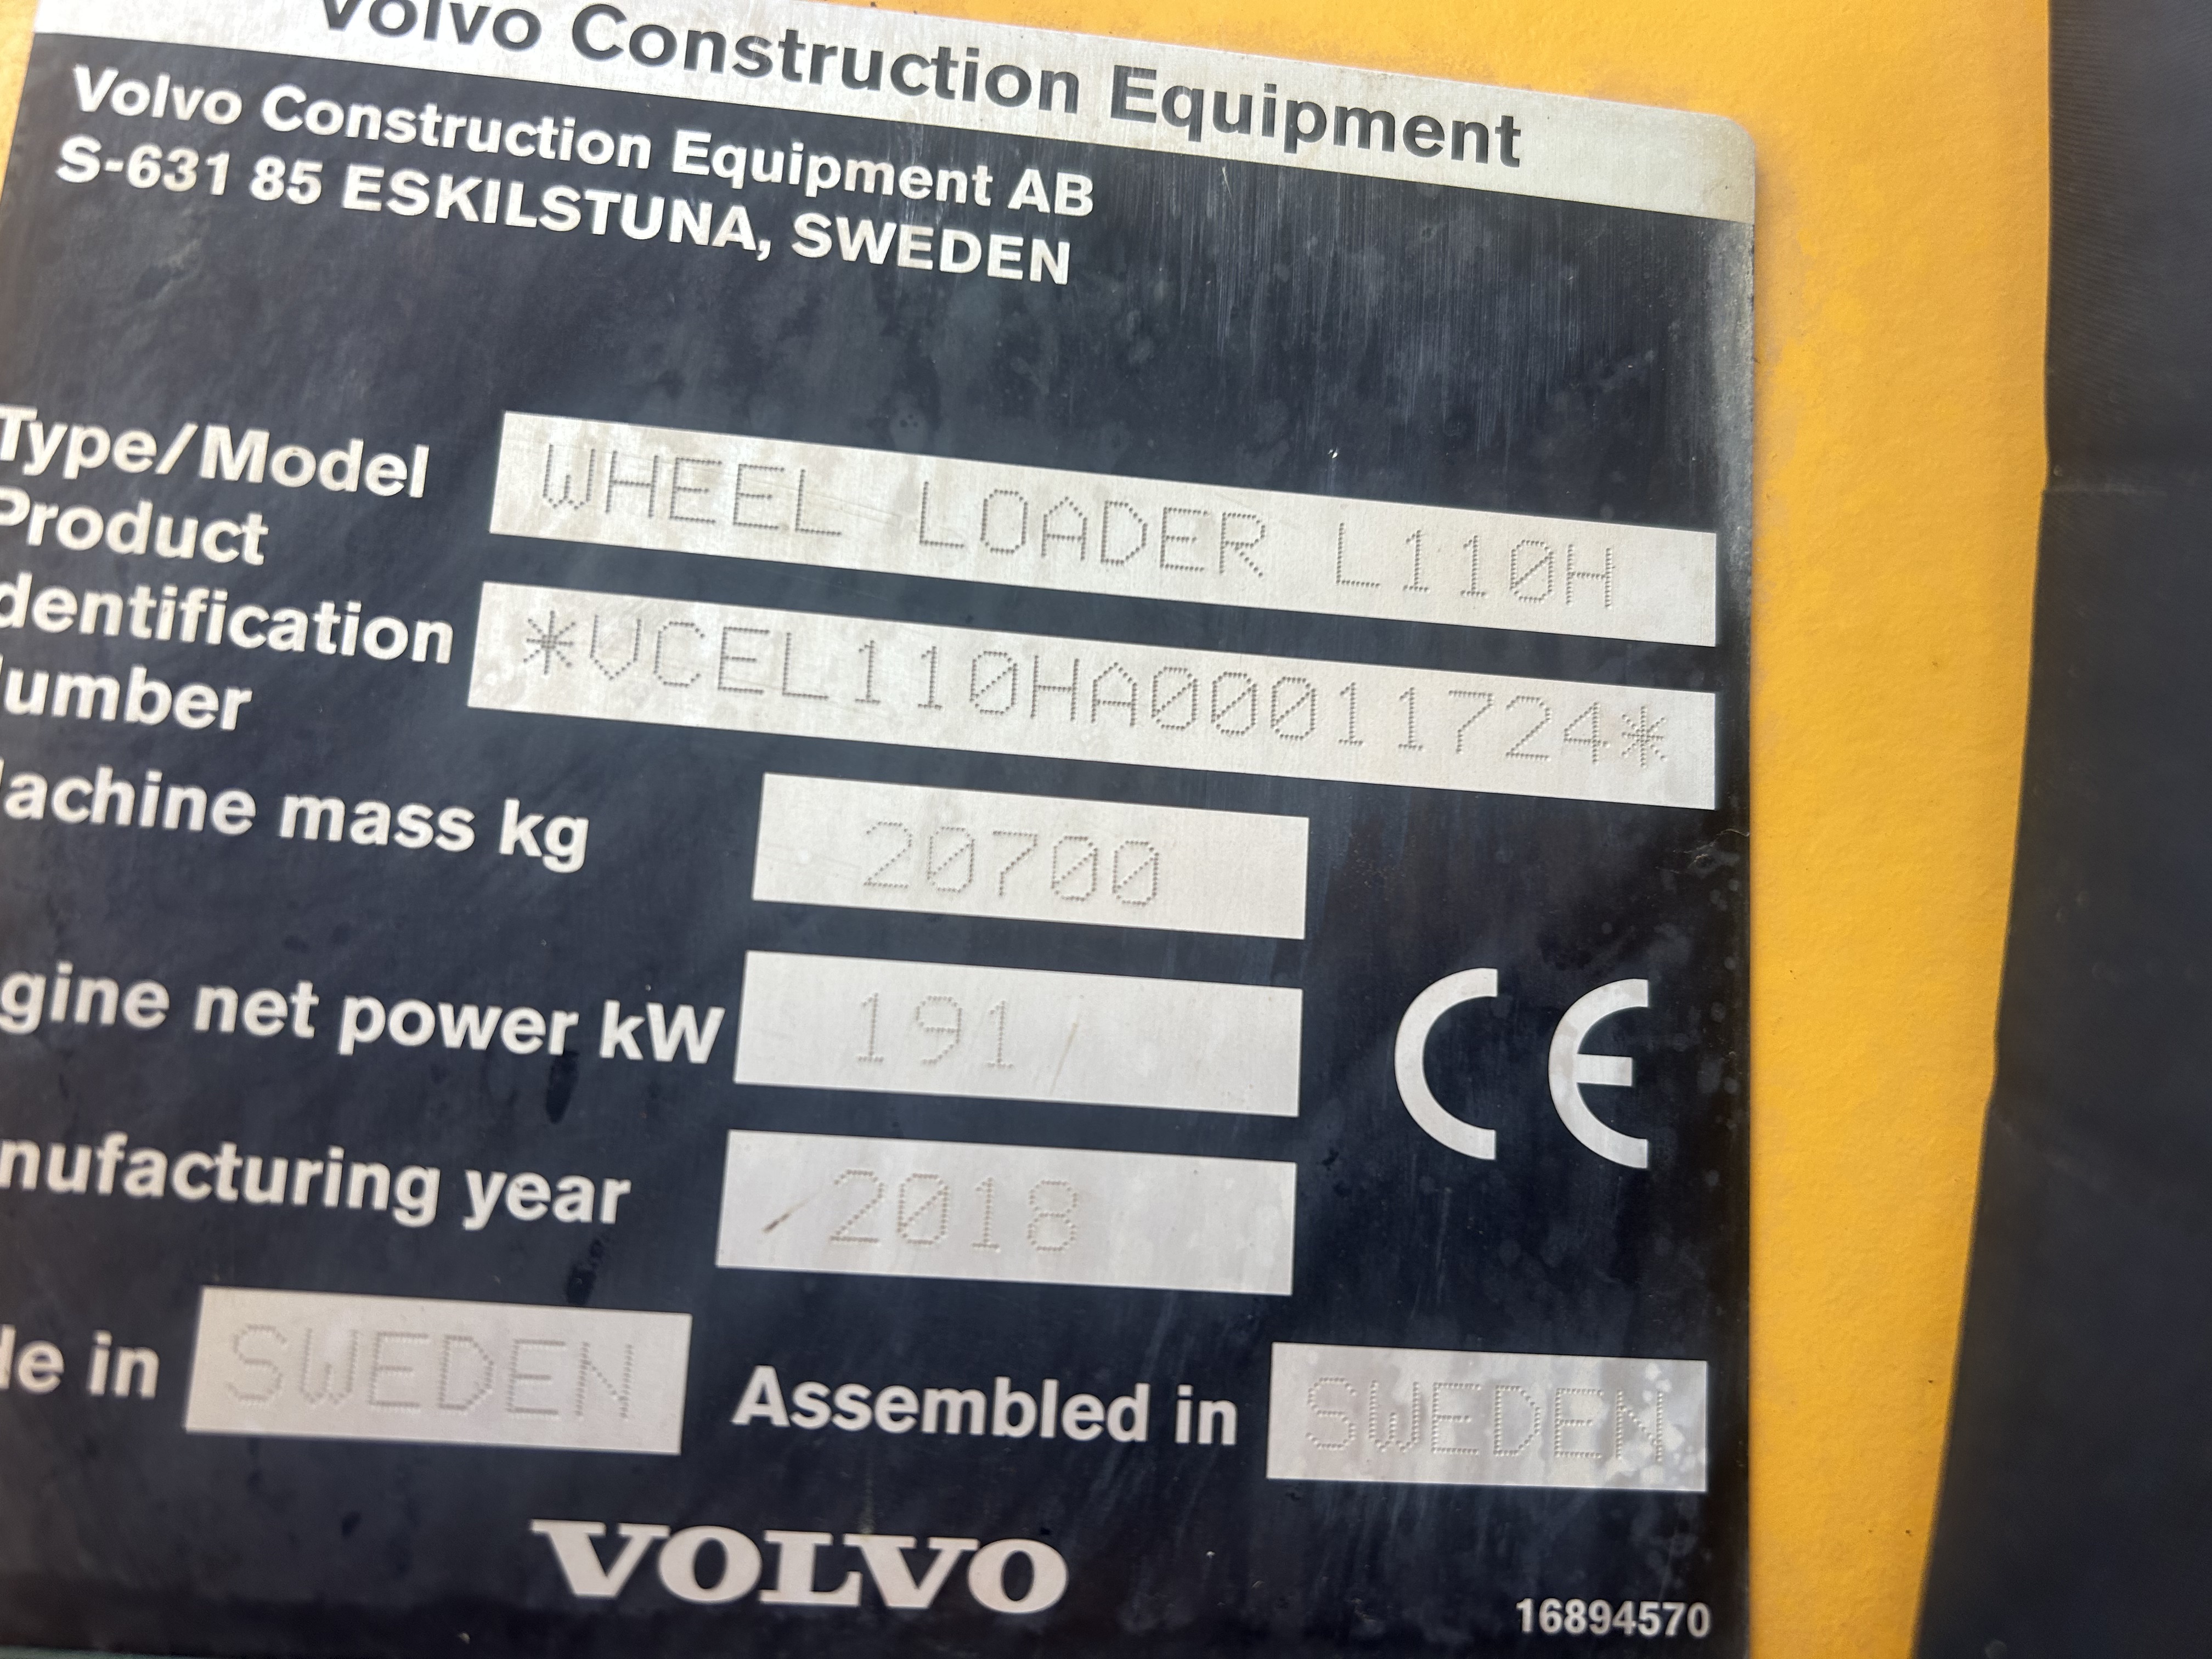 Volvo Construction Equipment
Volvo Construction Equipment AB
S-631 85 ESKILSTUNA, SWEDEN
Type/Model WHEEL LOADER L110H
Product
dentification *VCEL110HA00011724*
umber
achine mass kg 20700
gine net power kW 191
CE
nufacturing year 2018
de in SWEDEN Assembled in SWEDEN
VOLVO
16894570